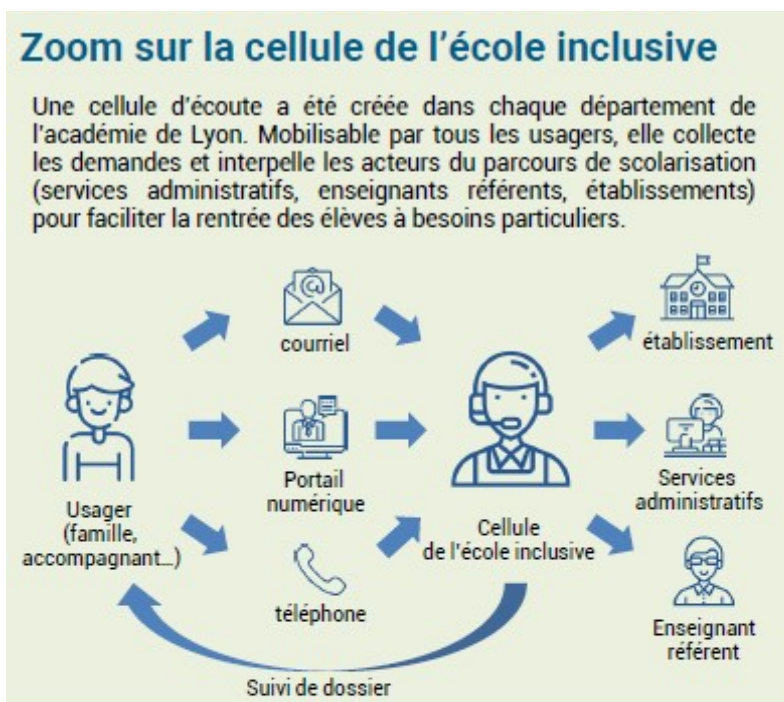 Zoom sur la cellule de l'école inclusive
Une cellule d'écoute a été créée dans chaque département de
l'académie de Lyon. Mobilisable par tous les usagers, elle collecte
les demandes et interpelle les acteurs du parcours de scolarisation
(services administratifs, enseignants référents, établissements)
pour faciliter la rentrée des élèves à besoins particuliers.
courriel
établissement
Usager
(famille,
accompagnant...)
Portail
numérique
Cellule
de l'école inclusive
Services
administratifs
téléphone
Enseignant
référent
Suivi de dossier